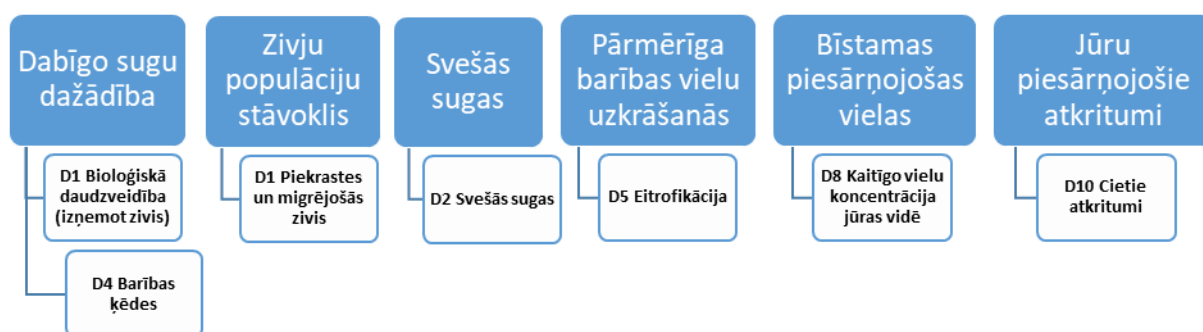 Dabīgo sugu
dažādība
D1 Bioloģiskā
daudzveidība
(izņemot zivis)
D4 Barības
ķēdes
Zivju
populāciju
stāvoklis
D1 Piekrastes
un migrējošās
zivis
Svešās
sugas
D2 Svešās sugas
Pārmērīga
barības vielu
uzkrāšanās
D5 Eitrofikācija
Bīstamas
piesārņojošas
vielas
D8 Kaitīgo vielu
koncentrācija
jūras vidē
Jūru
piesārņojošie
atkritumi
D10 Cietie
atkritumi